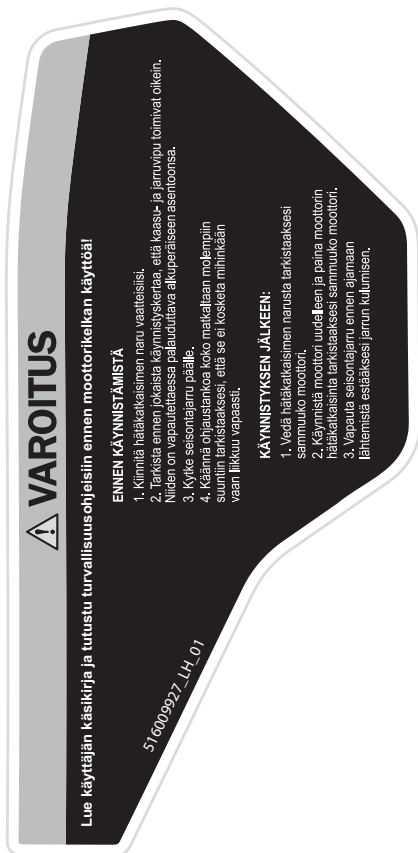 ⚠ VAROITUS
Lue käyttäjän käsikirja ja tutustu turvallisuusohjeisiin ennen moottorikelkan käyttöä!
ENNEN KÄYNNISTÄMISTÄ
1. Kiinnitä hätäkatkaisimen naru vaatteisiisi.
2. Tarkista ennen jokaista käynnistyskertaa, että kaasu- ja jarruvipu toimivat oikein.
Niiden on vapautettaessa palauduttava alkuperäiseen asentoonsa.
3. Kytke seisontajarru päälle.
4. Käännä ohjaustankoa koko matkaltaan molempiin
suuntiin tarkistaaksesi, että se ei kosketa mihinkään
vaan liikkuu vapaasti.
KÄYNNISTYKSEN JÄLKEEN:
1. Vedä hätäkatkaisimen narusta tarkistaaksesi
sammuuko moottori.
2. Käynnistä moottori uudelleen ja paina moottorin
hätäkatkaisinta tarkistaaksesi sammuuko moottori.
3. Vapauta seisontajarru ennen ajamaan
lähtemistä estääksesi jarrun kulumisen.
516009927_LH_01